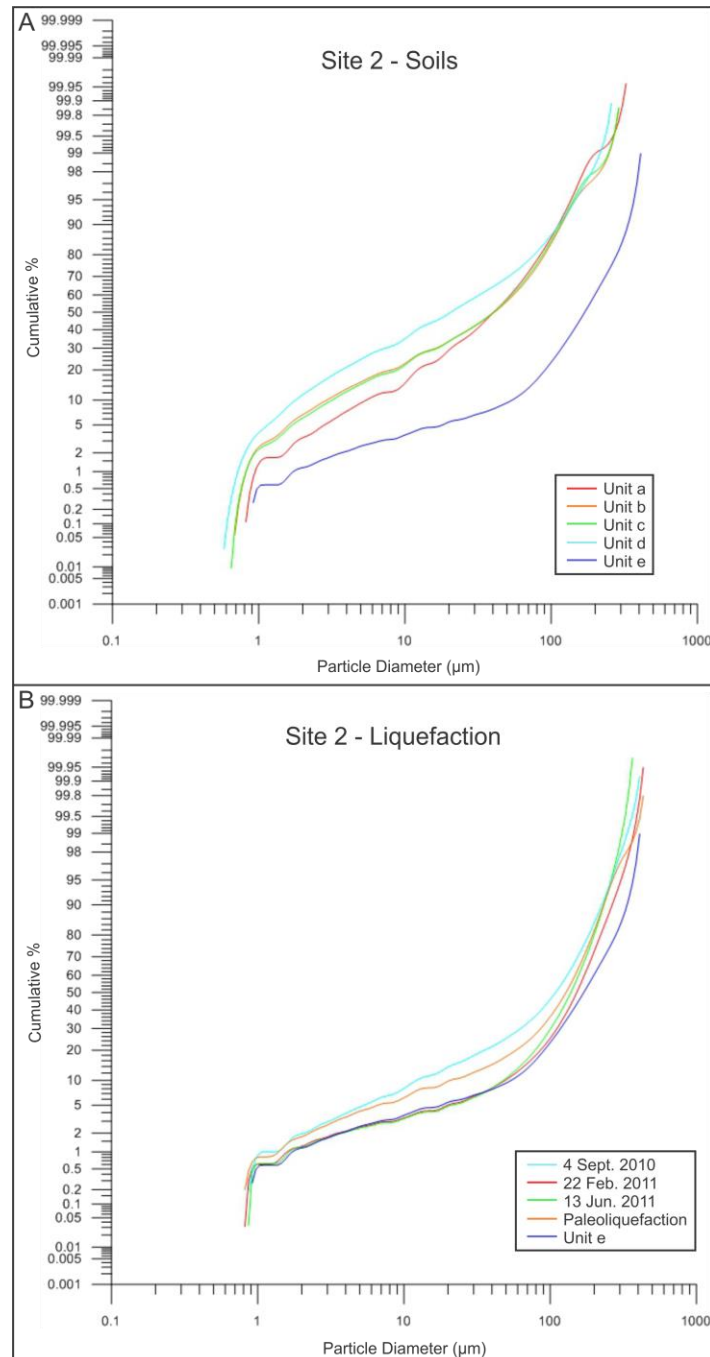 A
Site 2 - Soils
99.999
99.995
99.99
99.95
99.9
99.8
99.5
99
98
95
90
80
70
60
50
40
30
20
10
5
2
1
0.5
0.2
0.1
0.05
0.01
0.005
0.001
Cumulative %
Unit a
Unit b
Unit c
Unit d
Unit e
0.1 1 10 100 1000
Particle Diameter (µm)
B
Site 2 - Liquefaction
99.999
99.995
99.99
99.95
99.9
99.8
99.5
99
98
95
90
80
70
60
50
40
30
20
10
5
2
1
0.5
0.2
0.1
0.05
0.01
0.005
0.001
Cumulative %
4 Sept. 2010
22 Feb. 2011
13 Jun. 2011
Paleoliquefaction
Unit e
0.1 1 10 100 1000
Particle Diameter (µm)